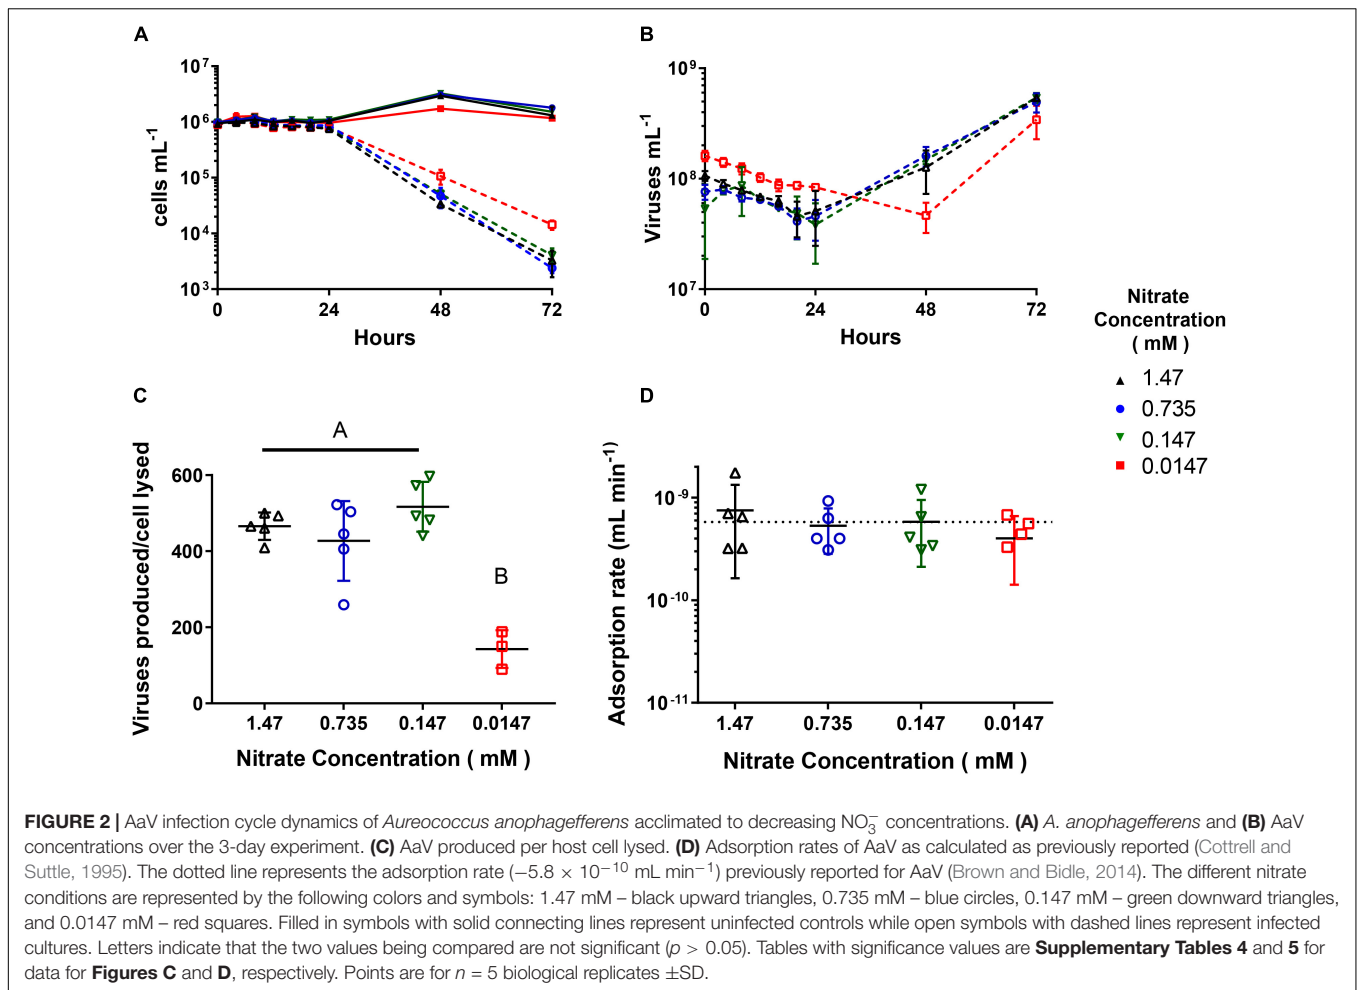 A
10^7
10^6
10^5
10^4
10^3
cells mL^-1
0
24
48
72
Hours
B
10^9
10^8
10^7
Viruses mL^-1
0
24
48
72
Hours
Nitrate
Concentration
( mM )
1.47
0.735
0.147
0.0147
C
A
B
600
400
200
0
Viruses produced/cell lysed
1.47
0.735
0.147
0.0147
Nitrate Concentration ( mM )
D
10^-9
10^-10
10^-11
Adsorption rate (mL min^-1)
1.47
0.735
0.147
0.0147
Nitrate Concentration ( mM )
FIGURE 2 | AaV infection cycle dynamics of Aureococcus anophagefferens acclimated to decreasing NO₃⁻ concentrations. (A) A. anophagefferens and (B) AaV
concentrations over the 3-day experiment. (C) AaV produced per host cell lysed. (D) Adsorption rates of AaV as calculated as previously reported (Cottrell and
Suttle, 1995). The dotted line represents the adsorption rate (−5.8 × 10⁻¹⁰ mL min⁻¹) previously reported for AaV (Brown and Bidle, 2014). The different nitrate
conditions are represented by the following colors and symbols: 1.47 mM – black upward triangles, 0.735 mM – blue circles, 0.147 mM – green downward triangles,
and 0.0147 mM – red squares. Filled in symbols with solid connecting lines represent uninfected controls while open symbols with dashed lines represent infected
cultures. Letters indicate that the two values being compared are not significant (p > 0.05). Tables with significance values are Supplementary Tables 4 and 5 for
data for Figures C and D, respectively. Points are for n = 5 biological replicates ±SD.